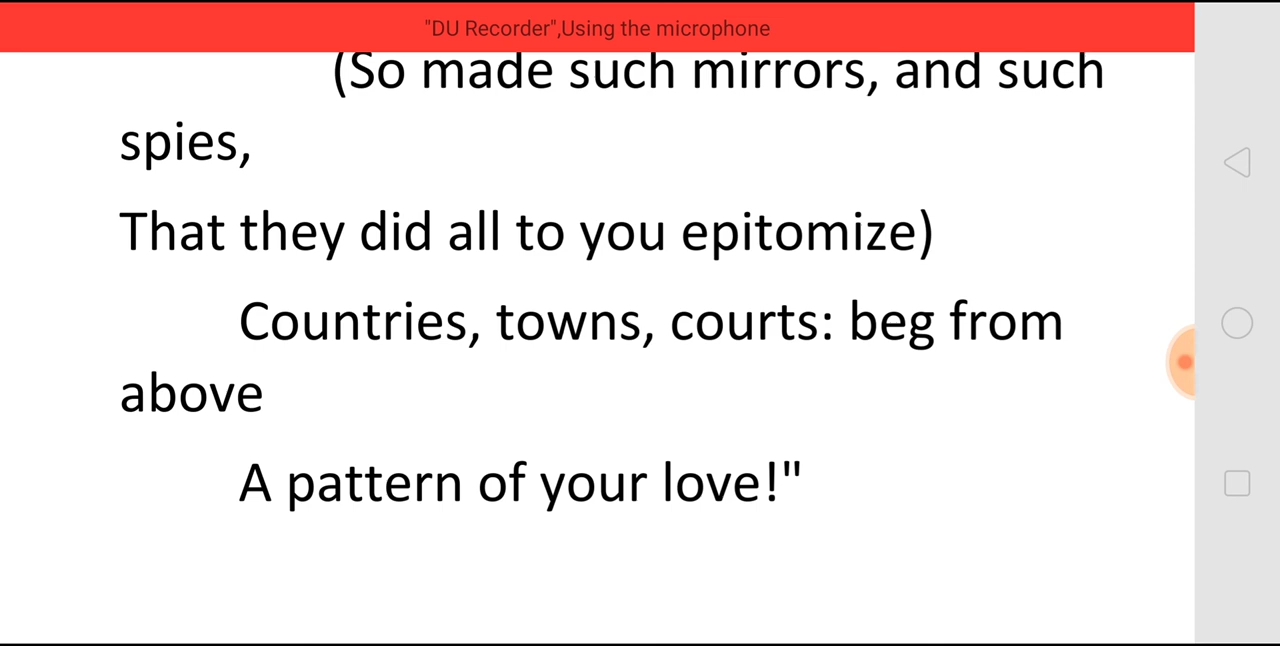 "DU Recorder",Using the microphone
(So made such mirrors, and such
spies,
That they did all to you epitomize)
Countries, towns, courts: beg from
above
A pattern of your love!"